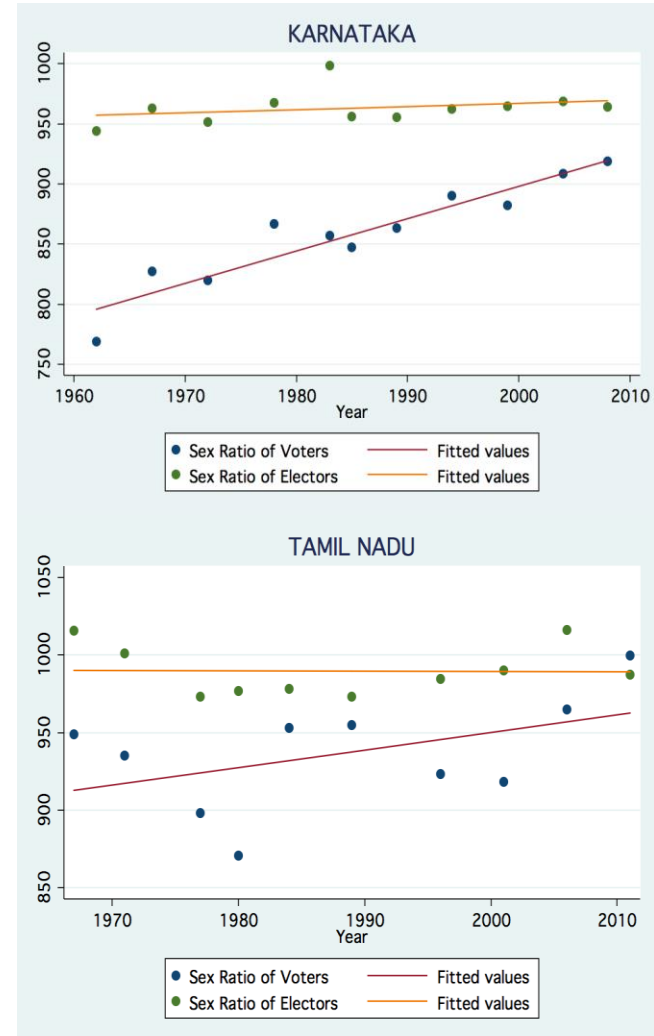 KARNATAKA
1000
950
900
850
800
750
1960 1970 1980 1990 2000 2010
Year
Sex Ratio of Voters Fitted values
Sex Ratio of Electors Fitted values
TAMIL NADU
1050
1000
950
900
850
1970 1980 1990 2000 2010
Year
Sex Ratio of Voters Fitted values
Sex Ratio of Electors Fitted values